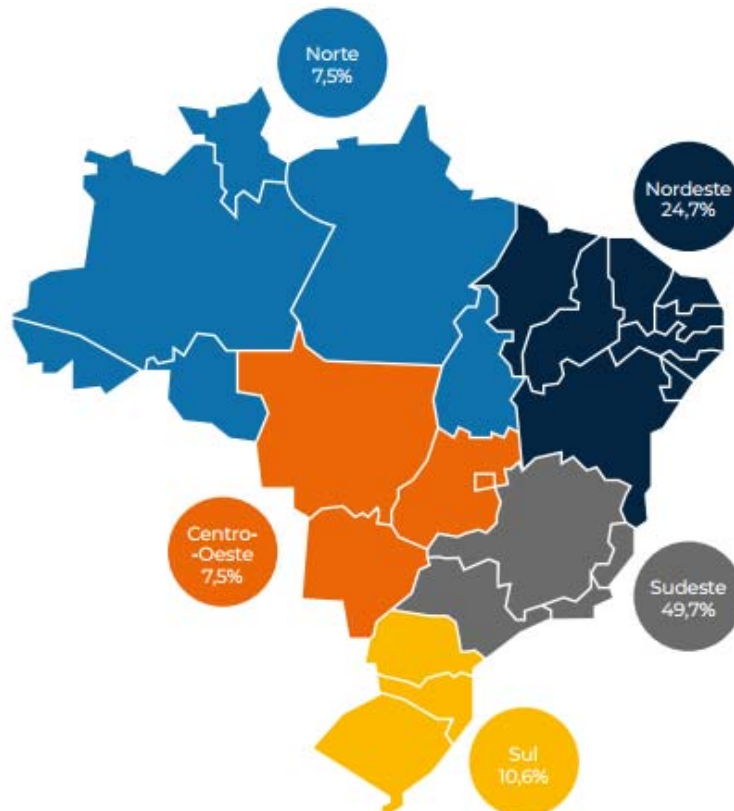 Norte
7,5%
Nordeste
24,7%
Centro-
-Oeste
7,5%
Sudeste
49,7%
Sul
10,6%